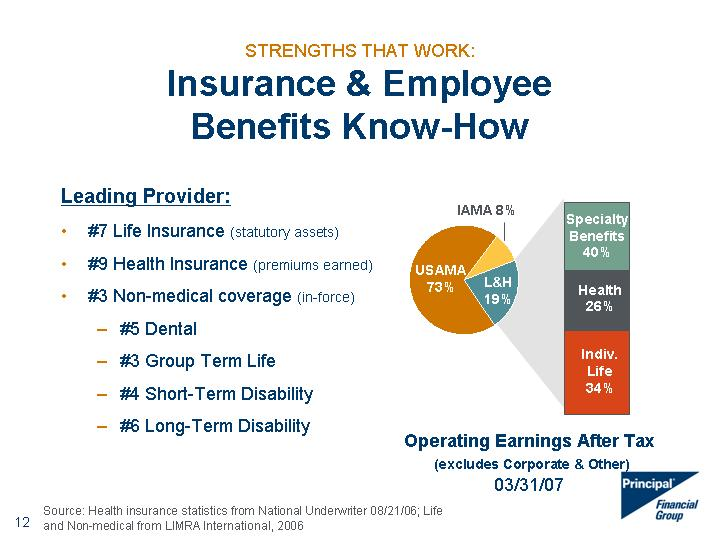 STRENGTHS THAT WORK:
Insurance & Employee
Benefits Know-How
Leading Provider:
• #7 Life Insurance (statutory assets)
• #9 Health Insurance (premiums earned)
• #3 Non-medical coverage (in-force)
– #5 Dental
– #3 Group Term Life
– #4 Short-Term Disability
– #6 Long-Term Disability
IAMA 8%
USAMA
73%
L&H
19%
Specialty
Benefits
40%
Health
26%
Indiv.
Life
34%
Operating Earnings After Tax
(excludes Corporate & Other)
03/31/07
Principal
Financial
Group
Source: Health insurance statistics from National Underwriter 08/21/06; Life
and Non-medical from LIMRA International, 2006
12